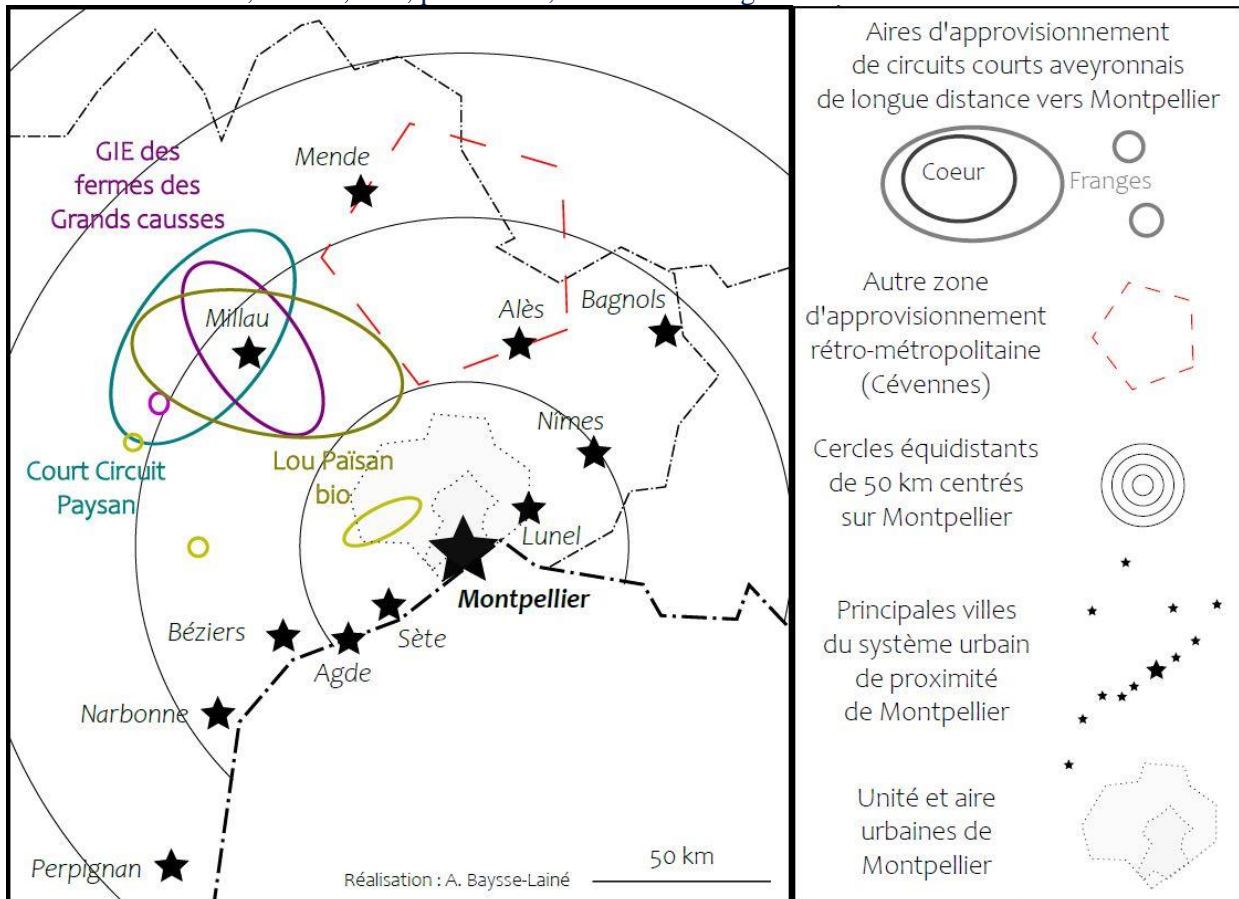 GIE des
fermes des
Grands causses
Mende
Millau
Alès
Bagnols
Nîmes
Court Circuit
Paysan
Lou Païsan
bio
Lunel
Montpellier
Sète
Béziers
Agde
Narbonne
Perpignan
Réalisation : A. Baysse-Lainé
50 km
Aires d'approvisionnement
de circuits courts aveyronnais
de longue distance vers Montpellier
Coeur
Franges
Autre zone
d'approvisionnement
rétro-métropolitaine
(Cévennes)
Cercles équidistants
de 50 km centrés
sur Montpellier
Principales villes
du système urbain
de proximité
de Montpellier
Unité et aire
urbaines de
Montpellier